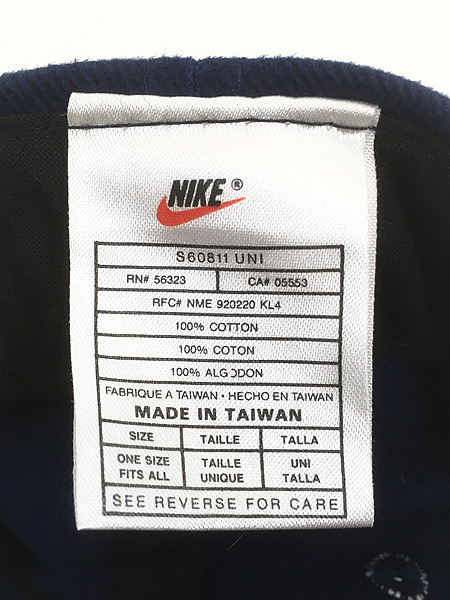 NIKE ®
S60811 UNI
RN# 56323 CA# 05553
RFC# NME 920220 KL4
100% COTTON
100% COTON
100% ALGODON
FABRIQUE A TAIWAN • HECHO EN TAIWAN
MADE IN TAIWAN
SIZE TAILLE TALLA
ONE SIZE TAILLE UNI
FITS ALL UNIQUE TALLA
SEE REVERSE FOR CARE